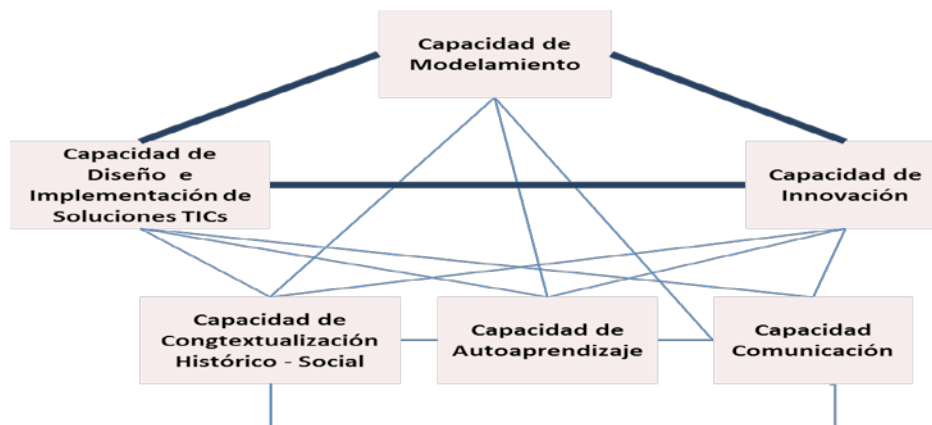 Capacidad de
Modelamiento
Capacidad de
Diseño e
Implementación de
Soluciones TICs
Capacidad de
Innovación
Capacidad de
Congtextualización
Histórico - Social
Capacidad de
Autoaprendizaje
Capacidad
Comunicación